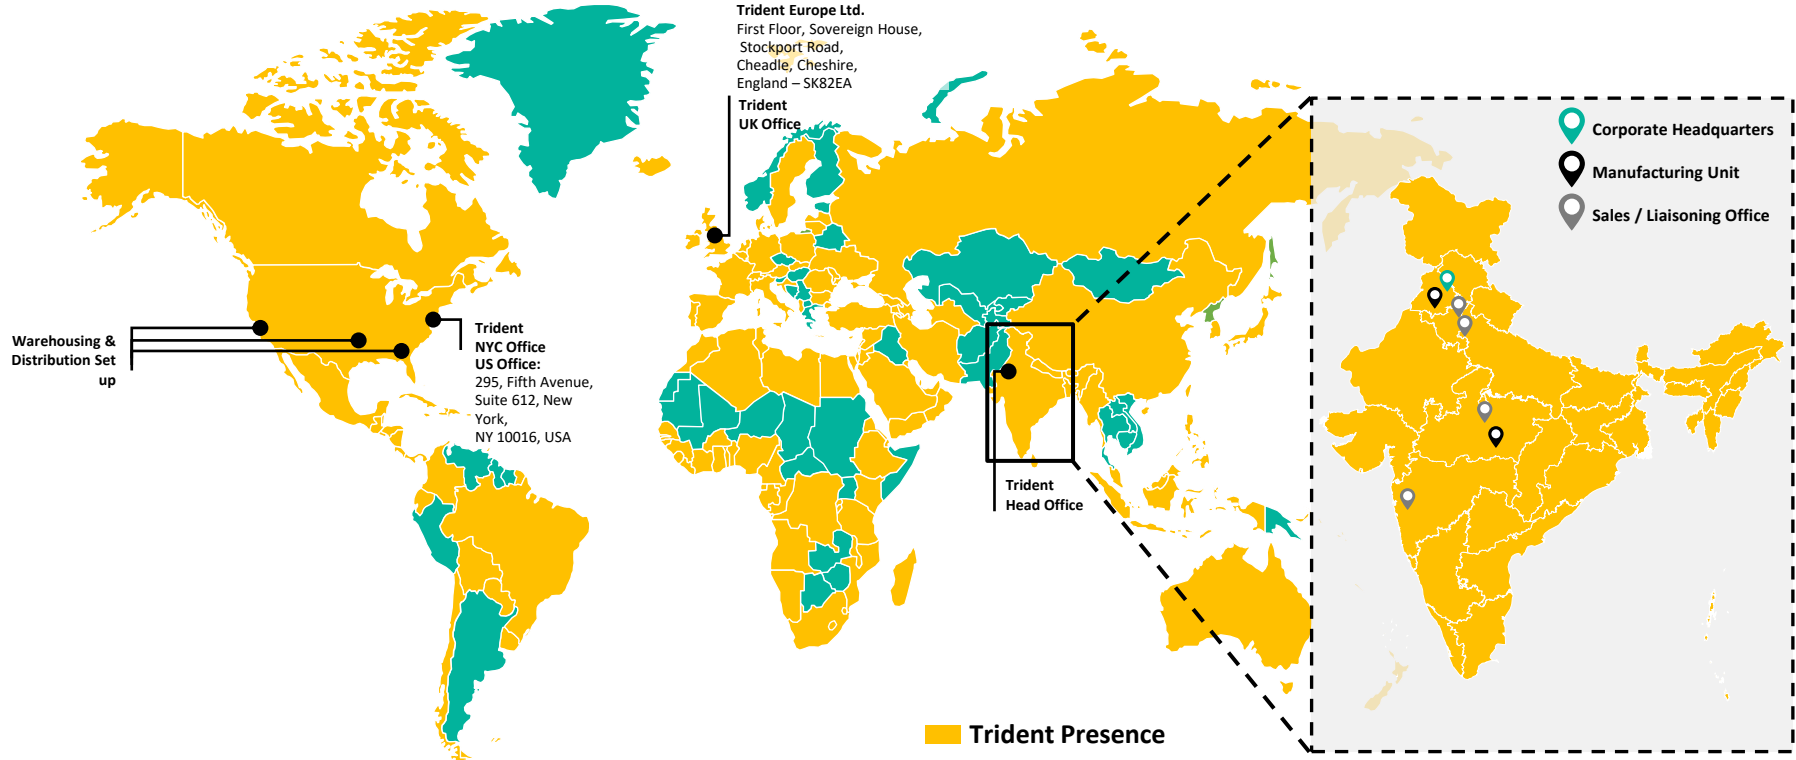 Trident Europe Ltd.
First Floor, Sovereign House,
Stockport Road,
Cheadle, Cheshire,
England – SK82EA
Trident
UK Office
Corporate Headquarters
Manufacturing Unit
Sales / Liaisoning Office
Warehousing &
Distribution Set
up
Trident
NYC Office
US Office:
295, Fifth Avenue,
Suite 612, New
York,
NY 10016, USA
Trident
Head Office
Trident Presence